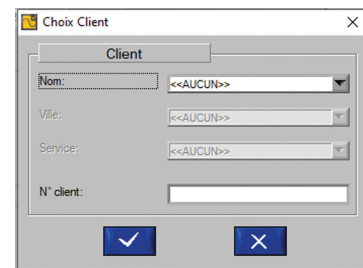 Choix Client
Client
Nom: <<AUCUN>>
Ville: <<AUCUN>>
Service: <<AUCUN>>
N° client: